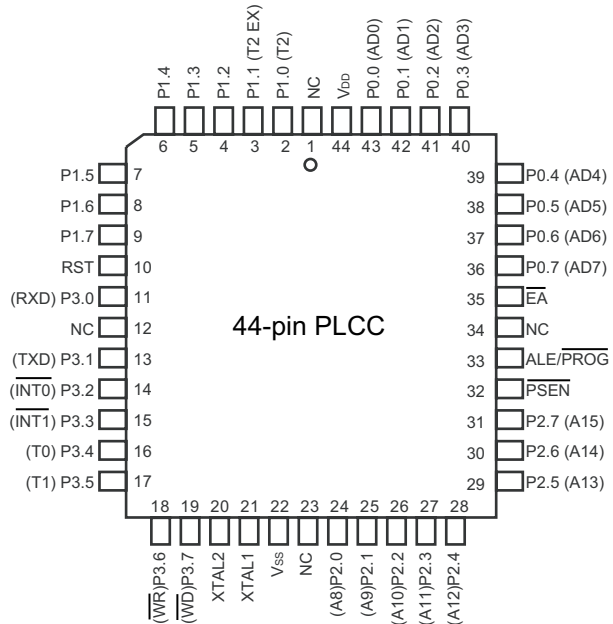 P1.4
P1.3
P1.2
P1.1 (T2 EX)
P1.0 (T2)
NC
VDD
P0.0 (AD0)
P0.1 (AD1)
P0.2 (AD2)
P0.3 (AD3)
6 5 4 3 2 1 44 43 42 41 40
P1.5 7
P1.6 8
P1.7 9
RST 10
(RXD) P3.0 11
NC 12
(TXD) P3.1 13
(INT0) P3.2 14
(INT1) P3.3 15
(T0) P3.4 16
(T1) P3.5 17
44-pin PLCC
39 P0.4 (AD4)
38 P0.5 (AD5)
37 P0.6 (AD6)
36 P0.7 (AD7)
35 EA
34 NC
33 ALE/PROG
32 PSEN
31 P2.7 (A15)
30 P2.6 (A14)
29 P2.5 (A13)
18 19 20 21 22 23 24 25 26 27 28
(WR)P3.6
(WD)P3.7
XTAL2
XTAL1
VSS
NC
(A8)P2.0
(A9)P2.1
(A10)P2.2
(A11)P2.3
(A12)P2.4